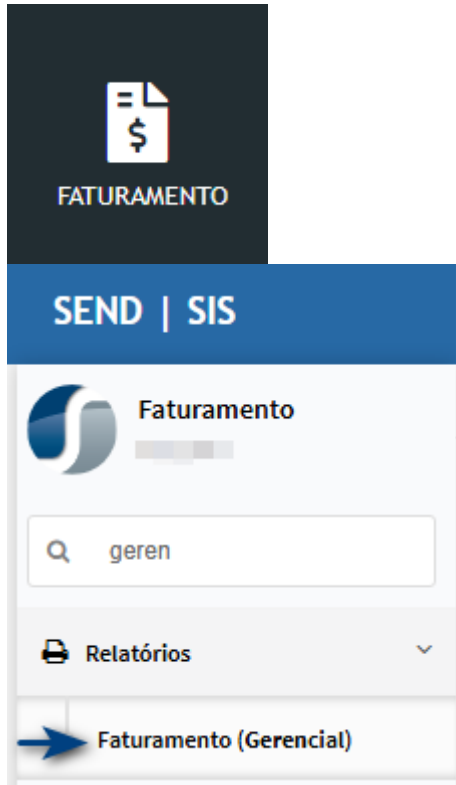 $
FATURAMENTO
SEND | SIS
Faturamento
geren
Relatórios
Faturamento (Gerencial)